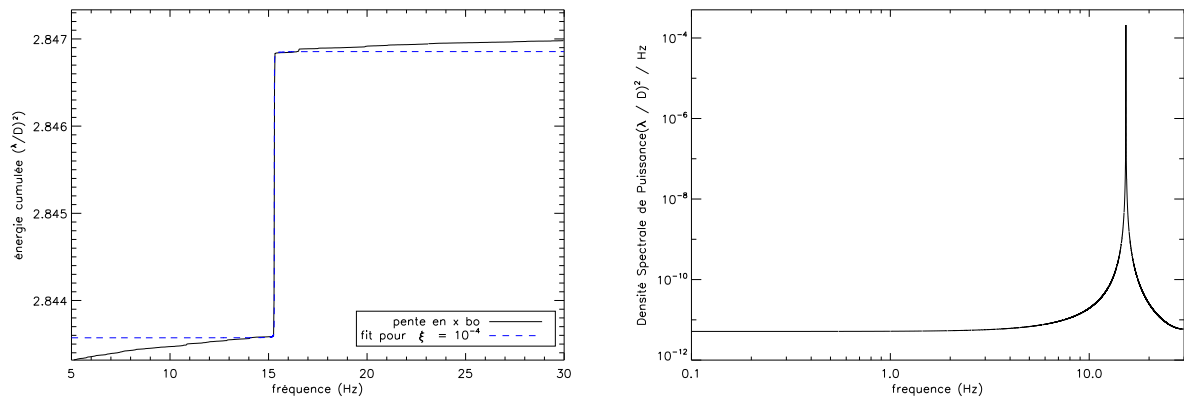 2.847
2.846
2.845
2.844
énergie cumulée (λ/D)²)
5 10 15 20 25 30
fréquence (Hz)
pente en x bo
fit pour ξ = 10⁻⁴
10⁻⁴
10⁻⁶
10⁻⁸
10⁻¹⁰
10⁻¹²
Densité Spectrale de Puissance(λ / D)² / Hz
0.1 1.0 10.0
frequence (Hz)